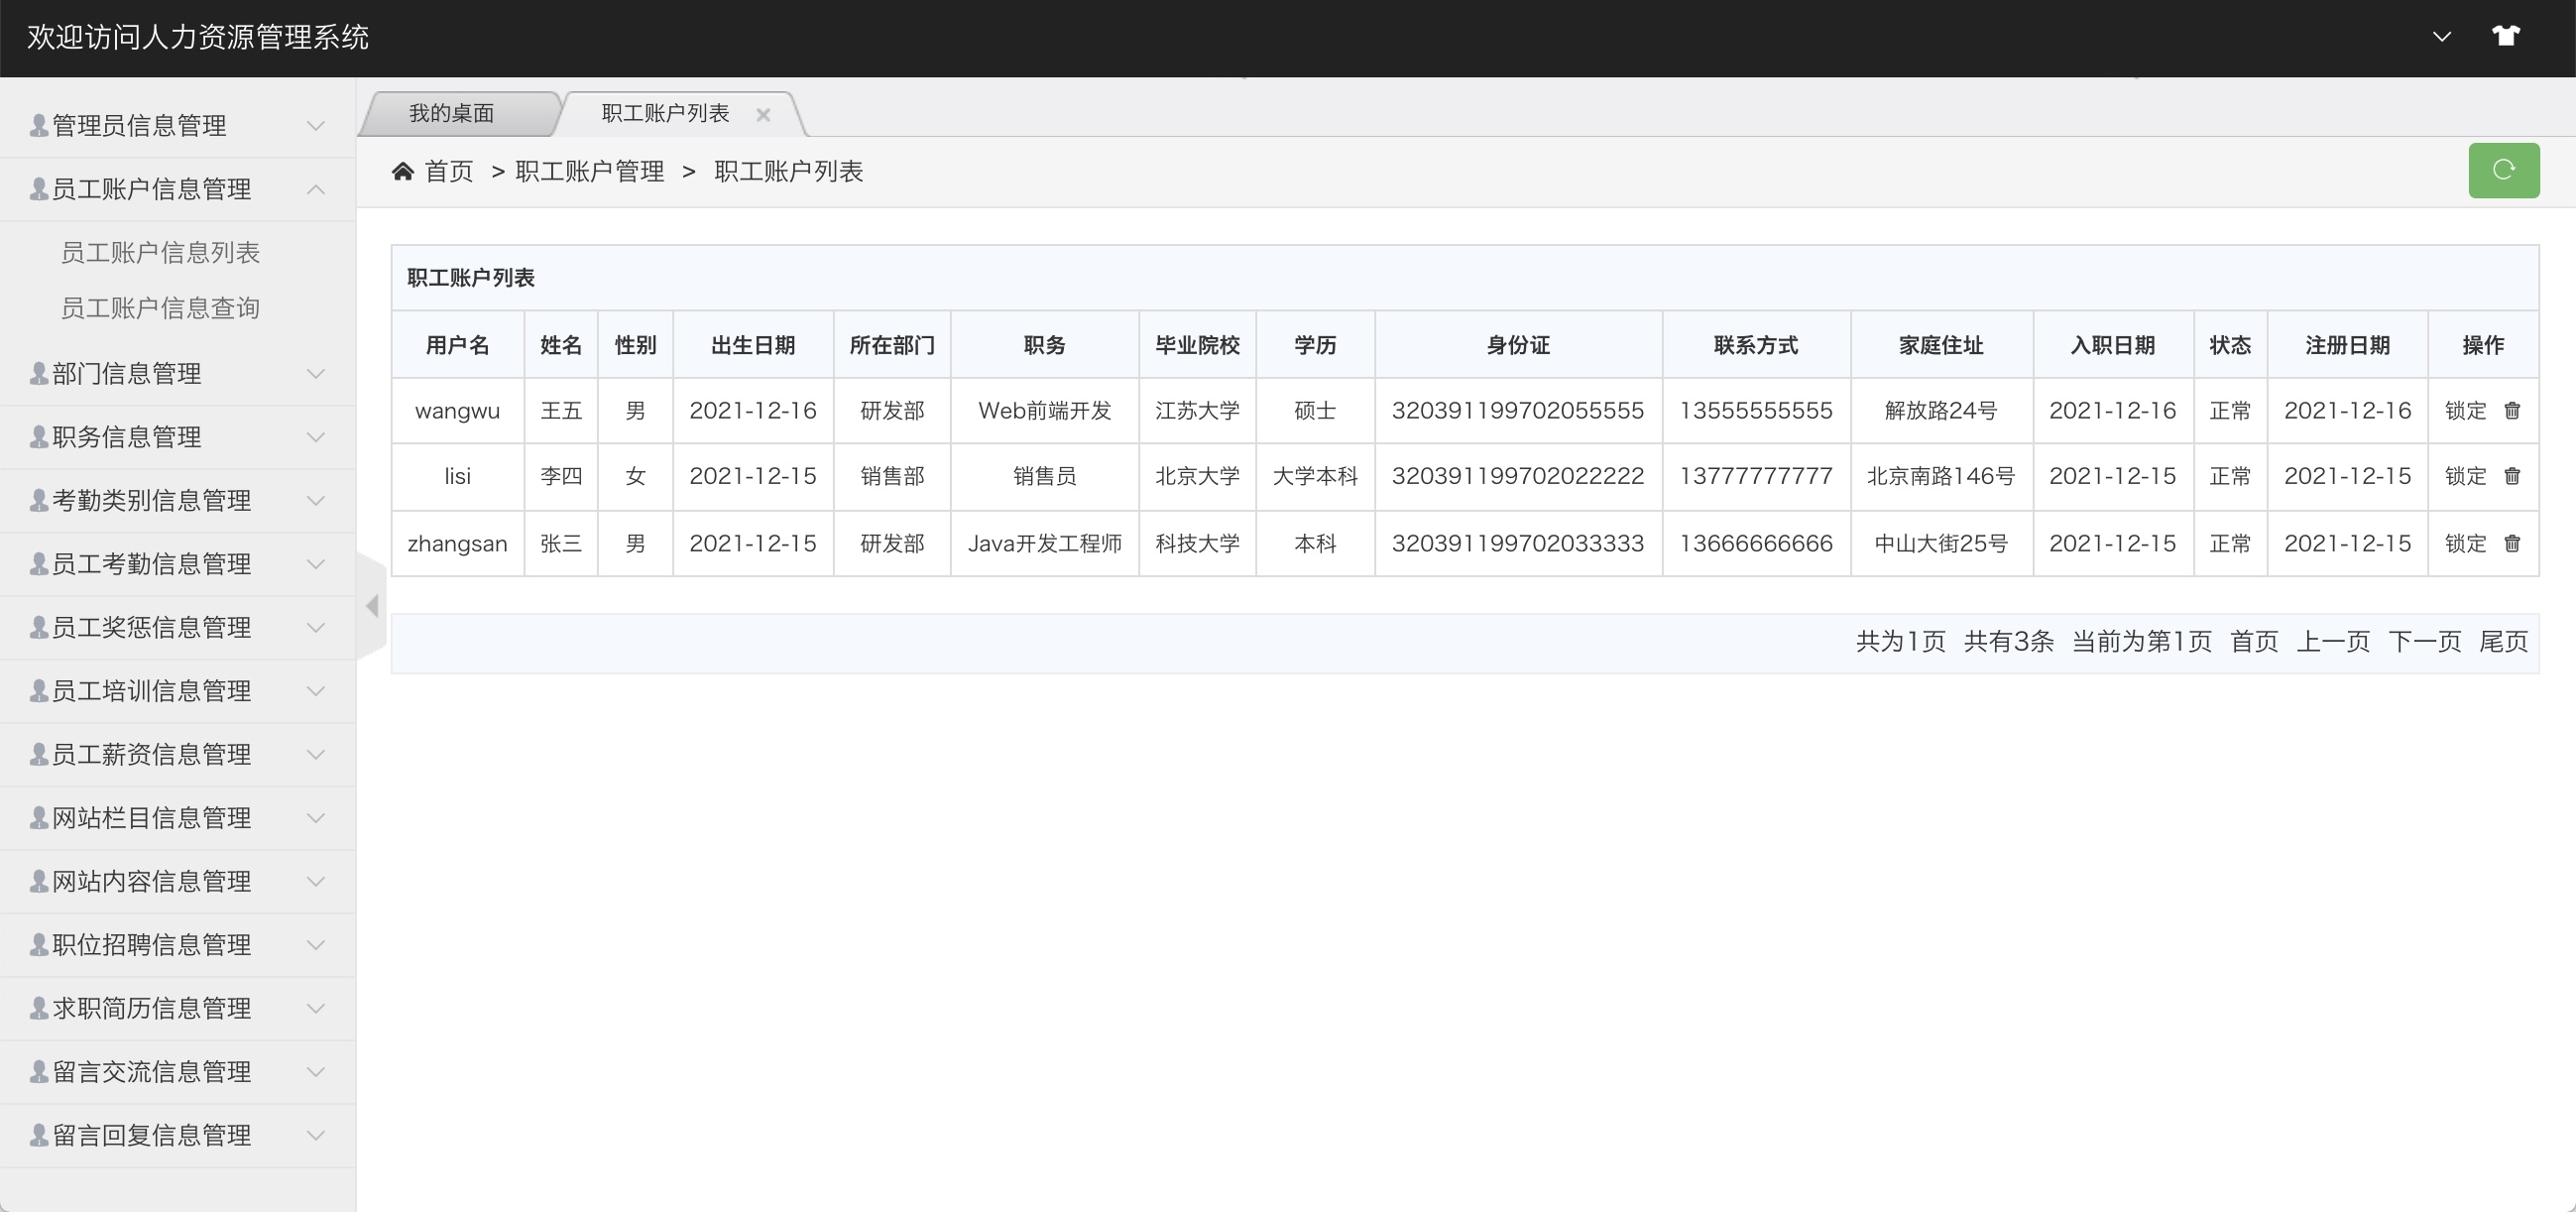 欢迎访问人力资源管理系统
管理员信息管理
员工账户信息管理
员工账户信息列表
员工账户信息查询
部门信息管理
职务信息管理
考勤类别信息管理
员工考勤信息管理
员工奖惩信息管理
员工培训信息管理
员工薪资信息管理
网站栏目信息管理
网站内容信息管理
职位招聘信息管理
求职简历信息管理
留言交流信息管理
留言回复信息管理
我的桌面 职工账户列表
首页 > 职工账户管理 > 职工账户列表
职工账户列表
用户名 姓名 性别 出生日期 所在部门 职务 毕业院校 学历 身份证 联系方式 家庭住址 入职日期 状态 注册日期 操作
wangwu 王五 男 2021-12-16 研发部 Web前端开发 江苏大学 硕士 320391199702055555 13555555555 解放路24号 2021-12-16 正常 2021-12-16 锁定
lisi 李四 女 2021-12-15 销售部 销售员 北京大学 大学本科 320391199702022222 13777777777 北京南路146号 2021-12-15 正常 2021-12-15 锁定
zhangsan 张三 男 2021-12-15 研发部 Java开发工程师 科技大学 本科 320391199702033333 13666666666 中山大街25号 2021-12-15 正常 2021-12-15 锁定
共为1页 共有3条 当前为第1页 首页 上一页 下一页 尾页